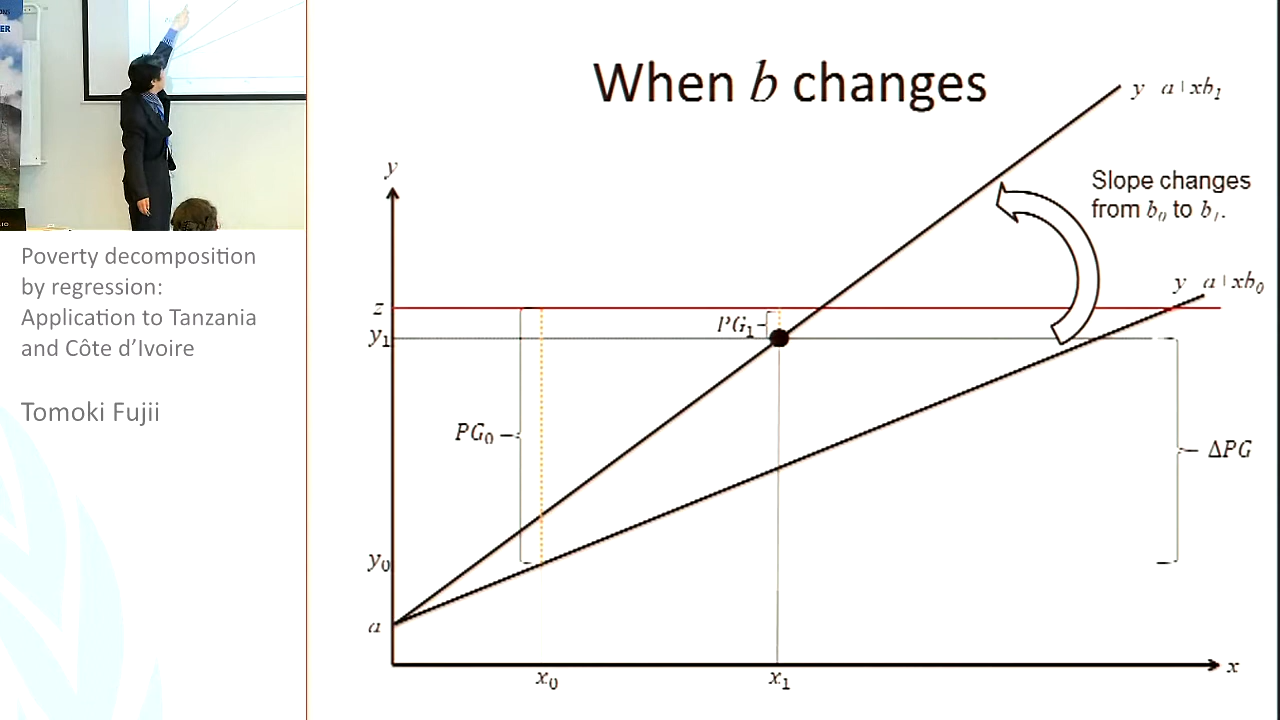 ER
Poverty decomposition
by regression:
Application to Tanzania
and Côte d'Ivoire
Tomoki Fujii
When b changes
y a | xb₁
y
Slope changes
from b₀ to b₁.
y a | xb₀
z
PG₁
y₁
PG₀
ΔPG
y₀
a
x
x₀
x₁